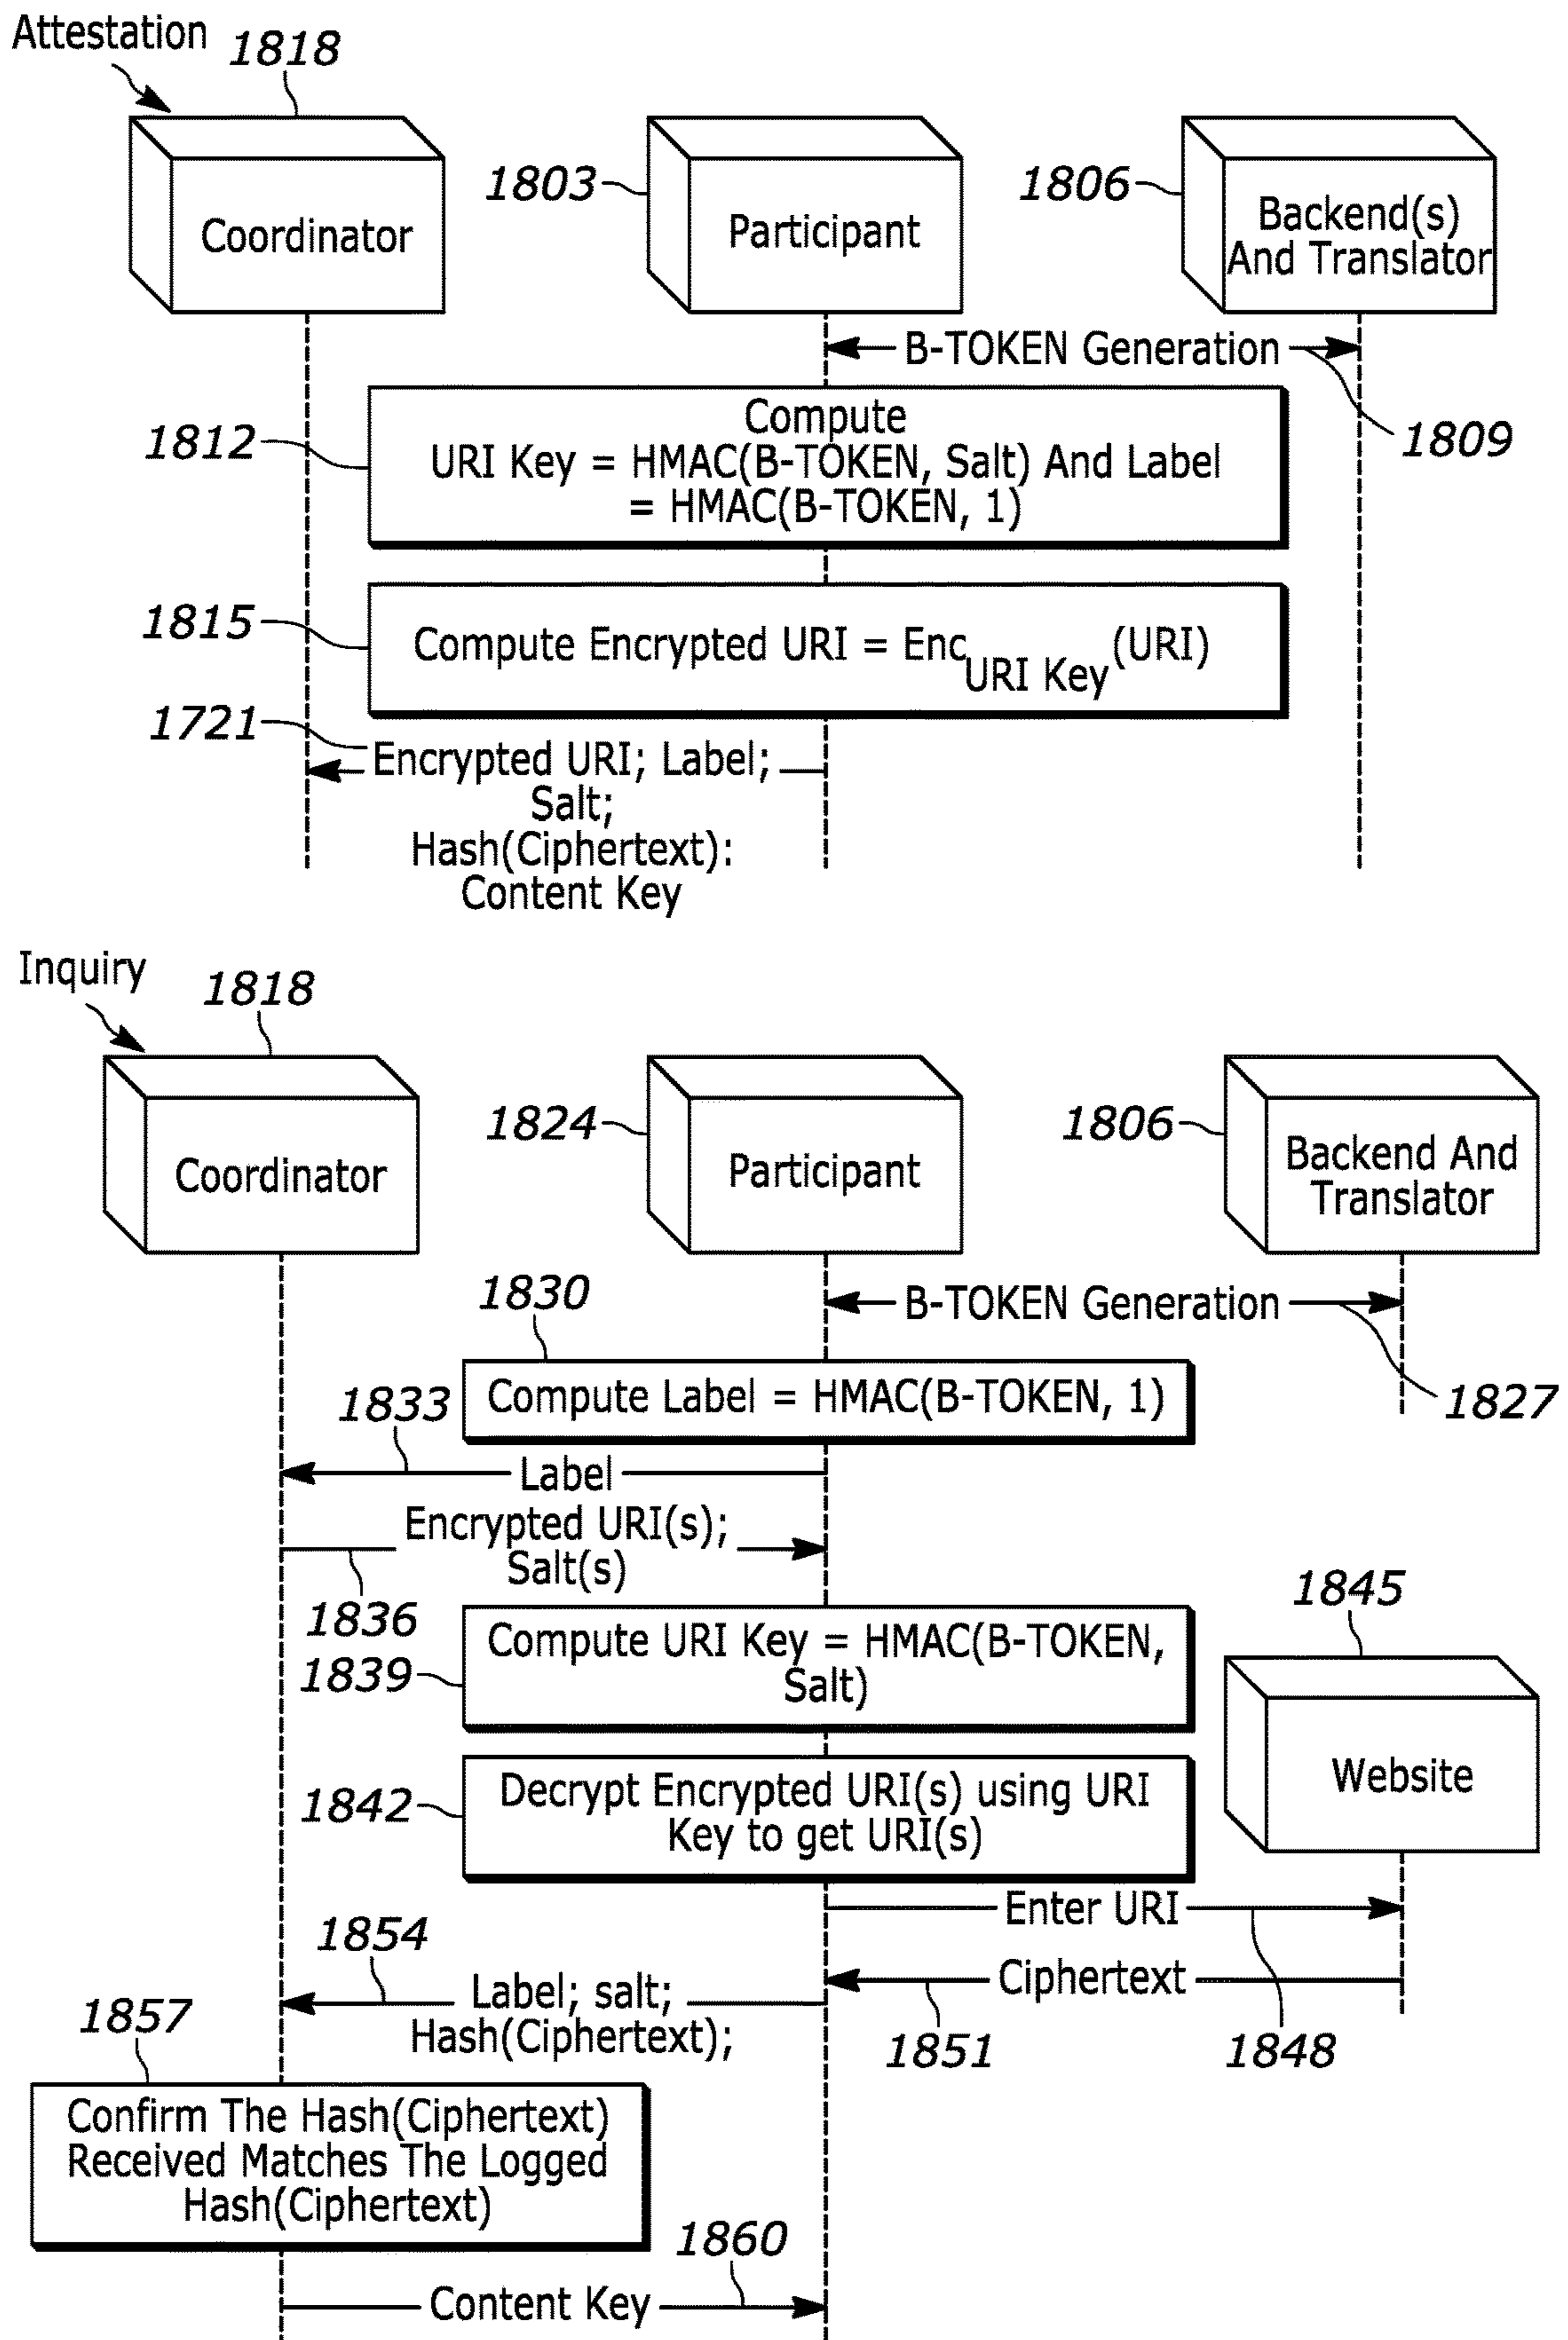 Attestation
1818
1803
1806
Coordinator
Participant
Backend(s)
And Translator
B-TOKEN Generation
1809
1812
Compute
URI Key = HMAC(B-TOKEN, Salt) And Label
= HMAC(B-TOKEN, 1)
1815
Compute Encrypted URI = Enc URI Key (URI)
1721
Encrypted URI; Label;
Salt;
Hash(Ciphertext):
Content Key
Inquiry
1818
1824
1806
Coordinator
Participant
Backend And
Translator
B-TOKEN Generation
1827
1830
Compute Label = HMAC(B-TOKEN, 1)
1833
Label
Encrypted URI(s);
Salt(s)
1836
1839
Compute URI Key = HMAC(B-TOKEN,
Salt)
1845
Website
1842
Decrypt Encrypted URI(s) using URI
Key to get URI(s)
Enter URI
1848
Ciphertext
1851
1854
Label; salt;
Hash(Ciphertext);
1857
Confirm The Hash(Ciphertext)
Received Matches The Logged
Hash(Ciphertext)
1860
Content Key